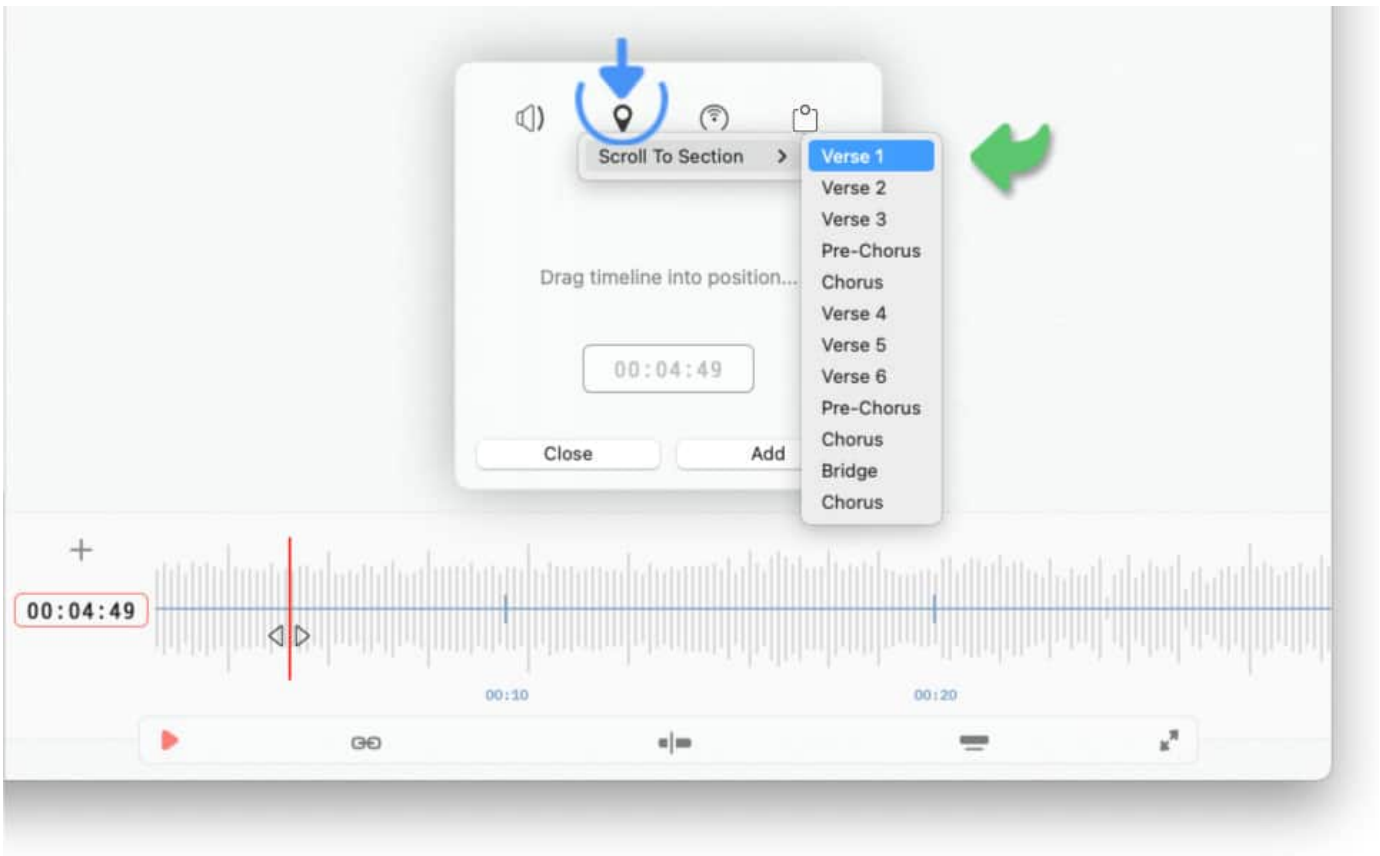 Scroll To Section
Verse 1
Verse 2
Verse 3
Pre-Chorus
Chorus
Verse 4
Verse 5
Verse 6
Pre-Chorus
Chorus
Bridge
Chorus
Drag timeline into position...
00:04:49
Close
Add
00:04:49
00:10
00:20